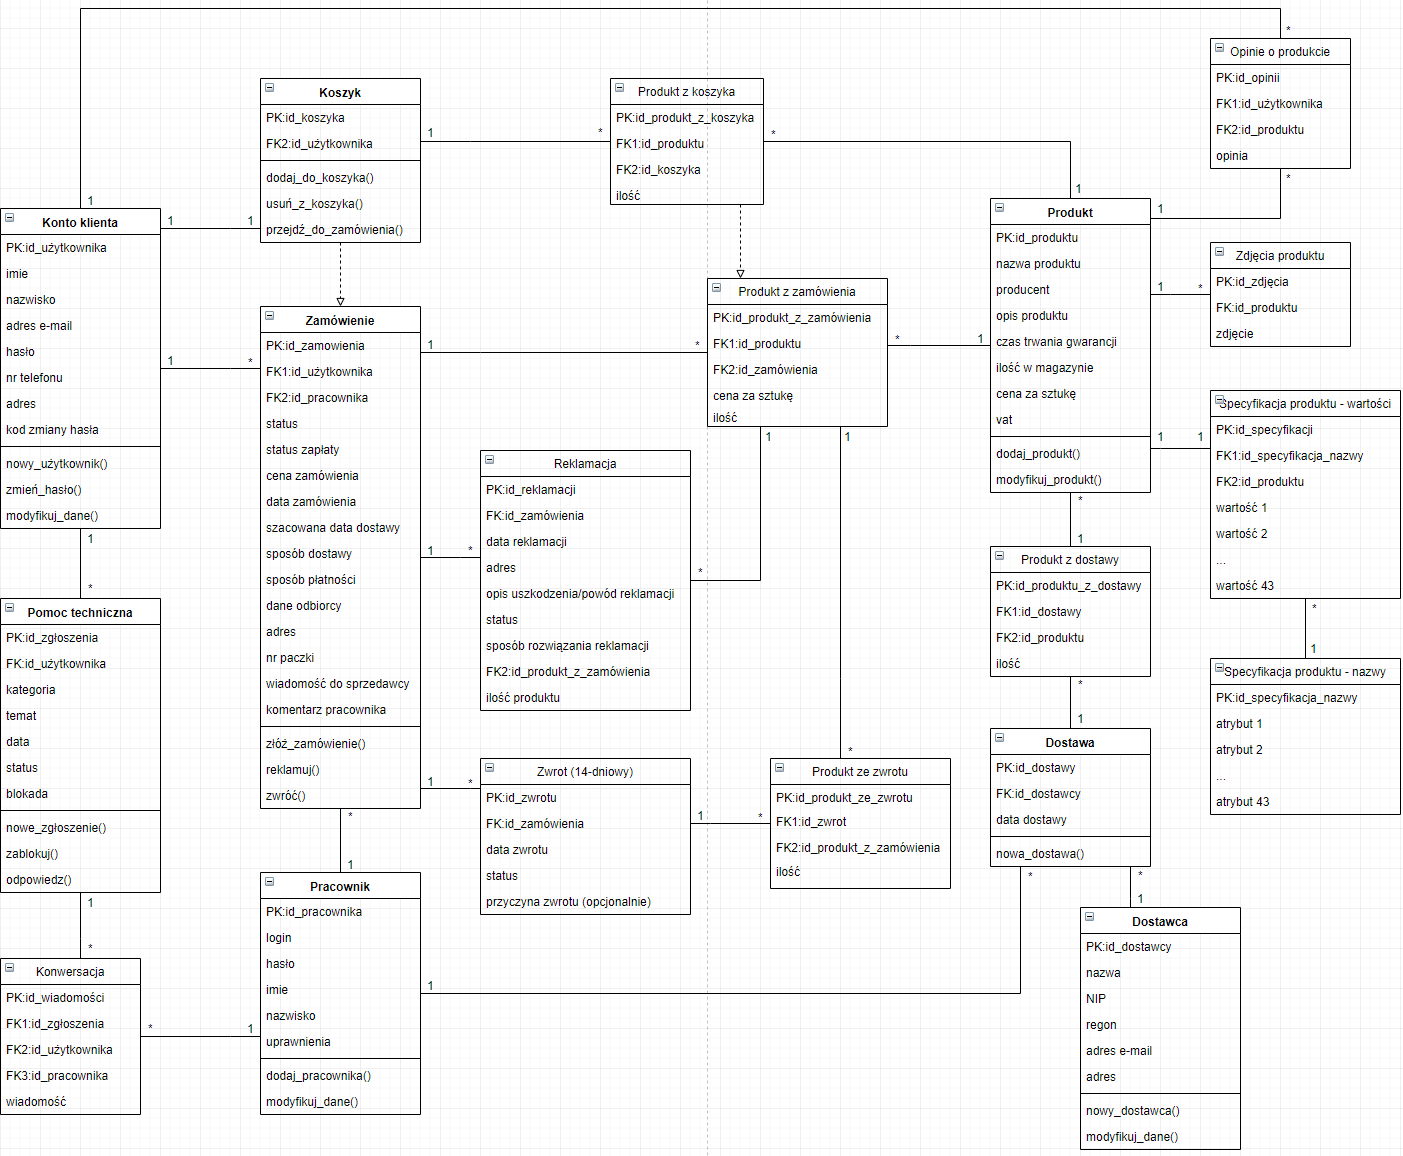 *
Opinie o produkcie
PK:id_opinii
FK1:id_użytkownika
FK2:id_produktu
opinia
*
Koszyk
PK:id_koszyka
FK2:id_użytkownika
dodaj_do_koszyka()
usuń_z_koszyka()
przejdź_do_zamówienia()
1
*
Produkt z koszyka
PK:id_produkt_z_koszyka
FK1:id_produktu
FK2:id_koszyka
ilość
*
1
1
Konto klienta
PK:id_użytkownika
imie
nazwisko
adres e-mail
hasło
nr telefonu
adres
kod zmiany hasła
nowy_użytkownik()
zmień_hasło()
modyfikuj_dane()
1
1
1
*
1
*
Produkt
PK:id_produktu
nazwa produktu
producent
opis produktu
czas trwania gwarancji
ilość w magazynie
cena za sztukę
vat
dodaj_produkt()
modyfikuj_produkt()
1
1
*
1
1
*
1
Zdjęcia produktu
PK:id_zdjęcia
FK:id_produktu
zdjęcie
Zamówienie
PK:id_zamowienia
FK1:id_użytkownika
FK2:id_pracownika
status
status zapłaty
cena zamówienia
data zamówienia
szacowana data dostawy
sposób dostawy
sposób płatności
dane odbiorcy
adres
nr paczki
wiadomość do sprzedawcy
komentarz pracownika
złóż_zamówienie()
reklamuj()
zwróć()
1
*
1
*
1
*
*
1
Produkt z zamówienia
PK:id_produkt_z_zamówienia
FK1:id_produktu
FK2:id_zamówienia
cena za sztukę
ilość
*
1
1
1
*
*
Specyfikacja produktu - wartości
PK:id_specyfikacji
FK1:id_specyfikacja_nazwy
FK2:id_produktu
wartość 1
wartość 2
...
wartość 43
*
1
Reklamacja
PK:id_reklamacji
FK:id_zamówienia
data reklamacji
adres
opis uszkodzenia/powód reklamacji
status
sposób rozwiązania reklamacji
FK2:id_produkt_z_zamówienia
ilość produktu
Produkt z dostawy
PK:id_produktu_z_dostawy
FK1:id_dostawy
FK2:id_produktu
ilość
*
1
Specyfikacja produktu - nazwy
PK:id_specyfikacja_nazwy
atrybut 1
atrybut 2
...
atrybut 43
Pomoc techniczna
PK:id_zgłoszenia
FK:id_użytkownika
kategoria
temat
data
status
blokada
nowe_zgłoszenie()
zablokuj()
odpowiedz()
1
*
Zwrot (14-dniowy)
PK:id_zwrotu
FK:id_zamówienia
data zwrotu
status
przyczyna zwrotu (opcjonalnie)
1
*
Produkt ze zwrotu
PK:id_produkt_ze_zwrotu
FK1:id_zwrot
FK2:id_produkt_z_zamówienia
ilość
Dostawa
PK:id_dostawy
FK:id_dostawcy
data dostawy
nowa_dostawa()
*
*
1
Pracownik
PK:id_pracownika
login
hasło
imie
nazwisko
uprawnienia
dodaj_pracownika()
modyfikuj_dane()
1
Dostawca
PK:id_dostawcy
nazwa
NIP
regon
adres e-mail
adres
nowy_dostawca()
modyfikuj_dane()
Konwersacja
PK:id_wiadomości
FK1:id_zgłoszenia
FK2:id_użytkownika
FK3:id_pracownika
wiadomość
*
1